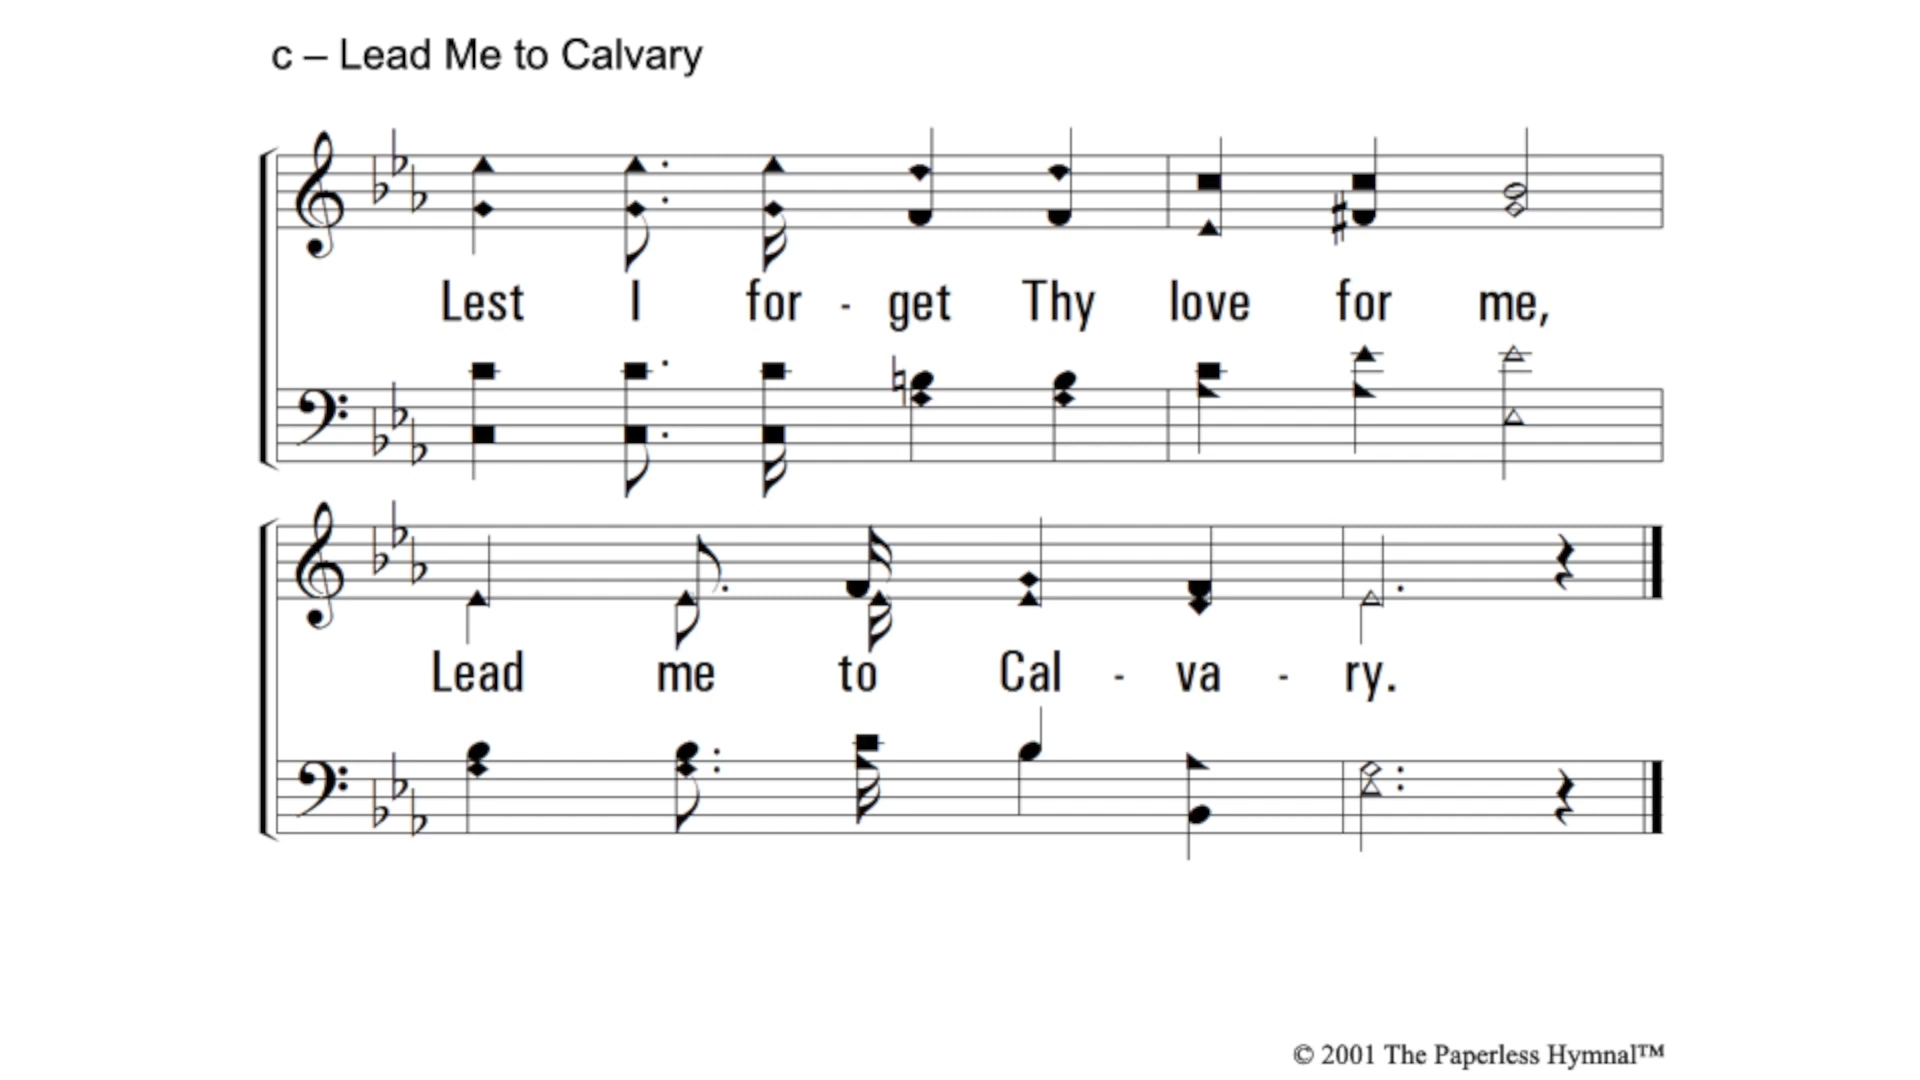 c – Lead Me to Calvary
Lest I for - get Thy love for me,
Lead me to Cal - va - ry.
© 2001 The Paperless Hymnal™